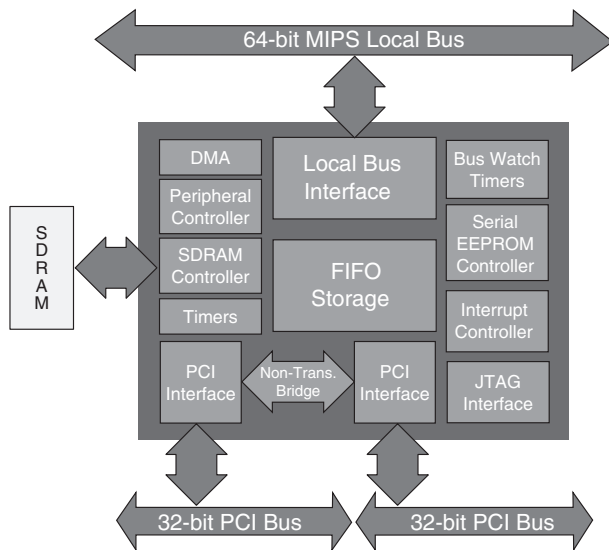 64-bit MIPS Local Bus
DMA
Peripheral
Controller
SDRAM
Controller
Timers
Local Bus
Interface
FIFO
Storage
Bus Watch
Timers
Serial
EEPROM
Controller
Interrupt
Controller
JTAG
Interface
S
D
R
A
M
PCI
Interface
Non-Trans.
Bridge
PCI
Interface
32-bit PCI Bus
32-bit PCI Bus